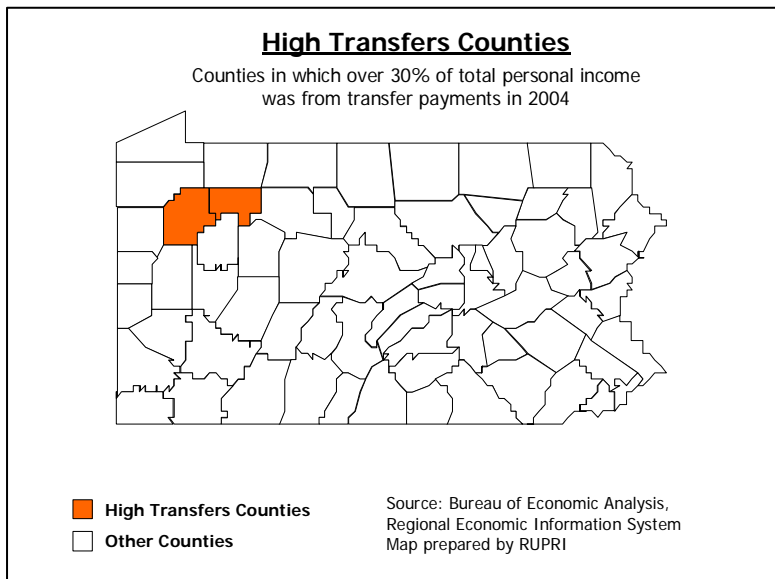 High Transfers Counties
Counties in which over 30% of total personal income
was from transfer payments in 2004
High Transfers Counties
Other Counties
Source: Bureau of Economic Analysis,
Regional Economic Information System
Map prepared by RUPRI